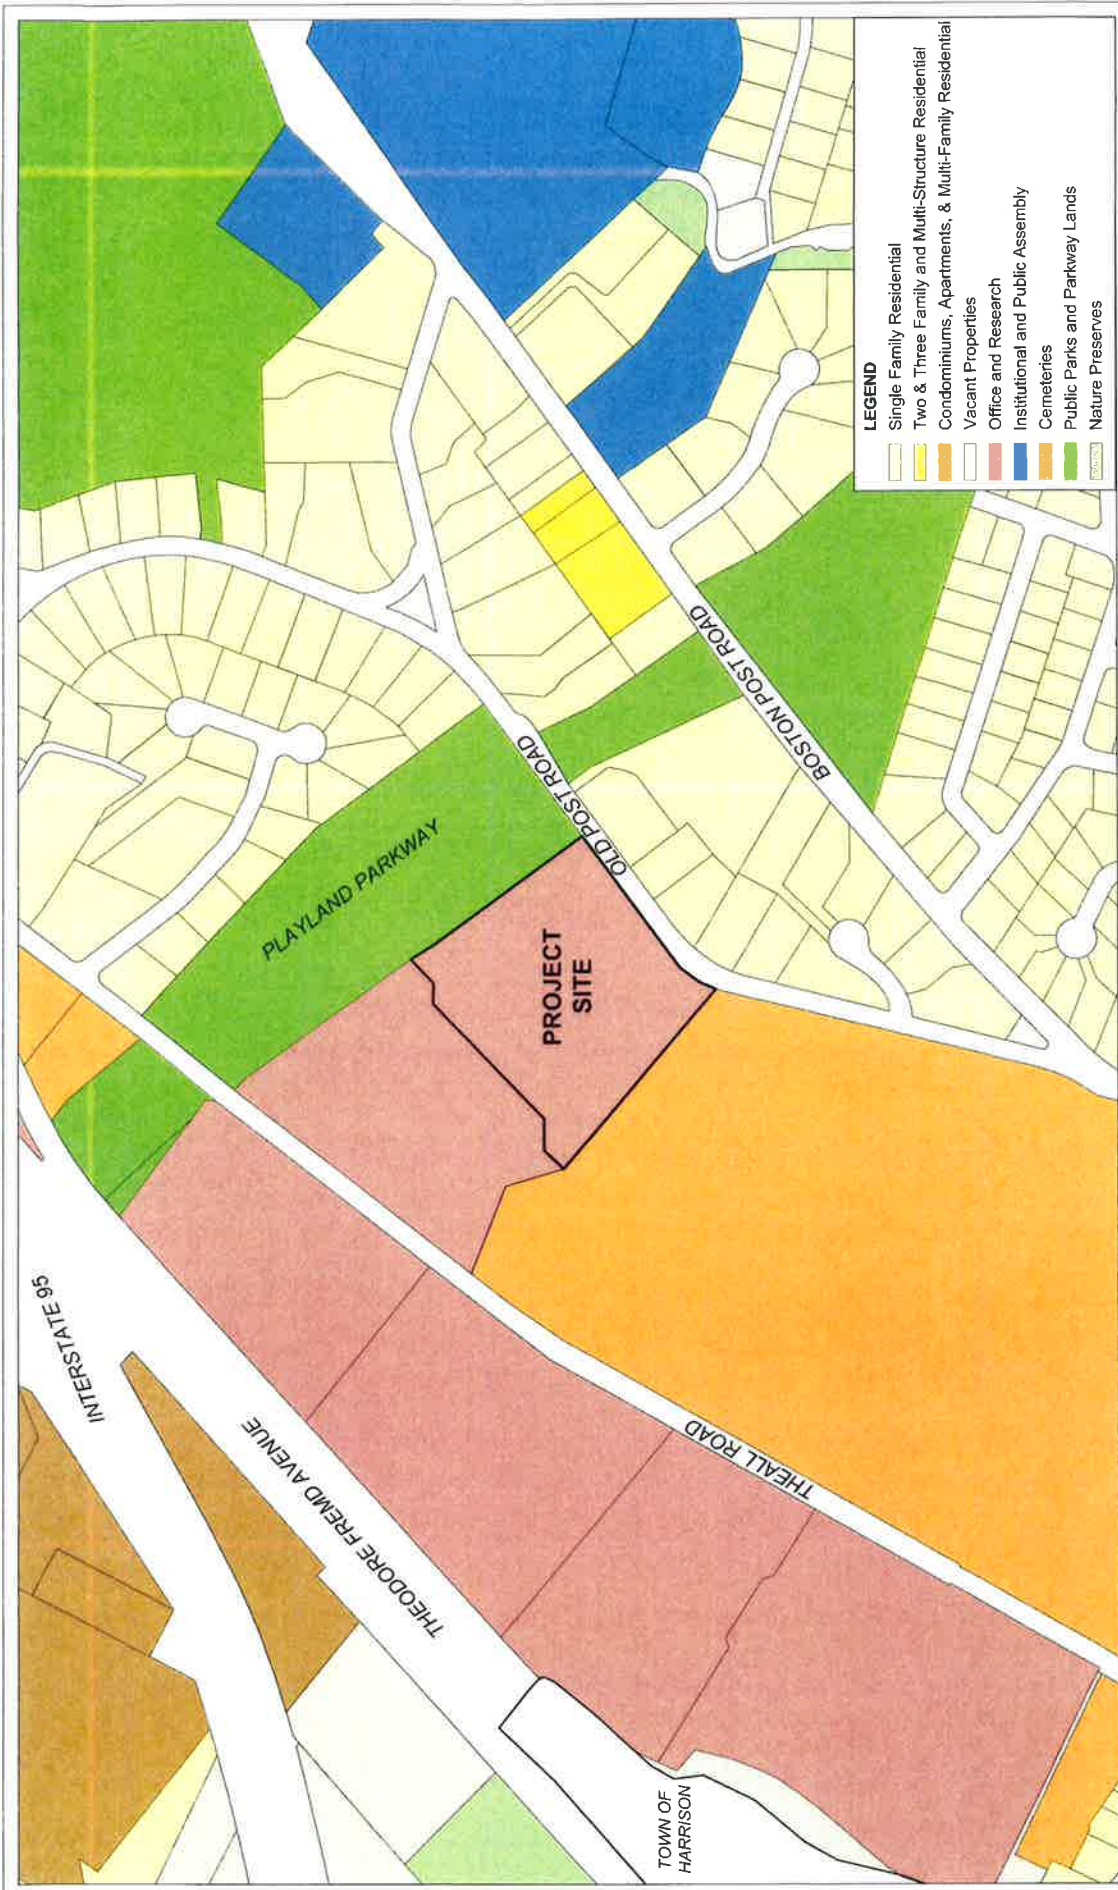 INTERSTATE 95
THEODORE FREMD AVENUE
THEALL ROAD
TOWN OF
HARRISON
PLAYLAND PARKWAY
PROJECT
SITE
OLD POST ROAD
BOSTON POST ROAD
LEGEND
Single Family Residential
Two & Three Family and Multi-Structure Residential
Condominiums, Apartments, & Multi-Family Residential
Vacant Properties
Office and Research
Institutional and Public Assembly
Cemeteries
Public Parks and Parkway Lands
Nature Preserves